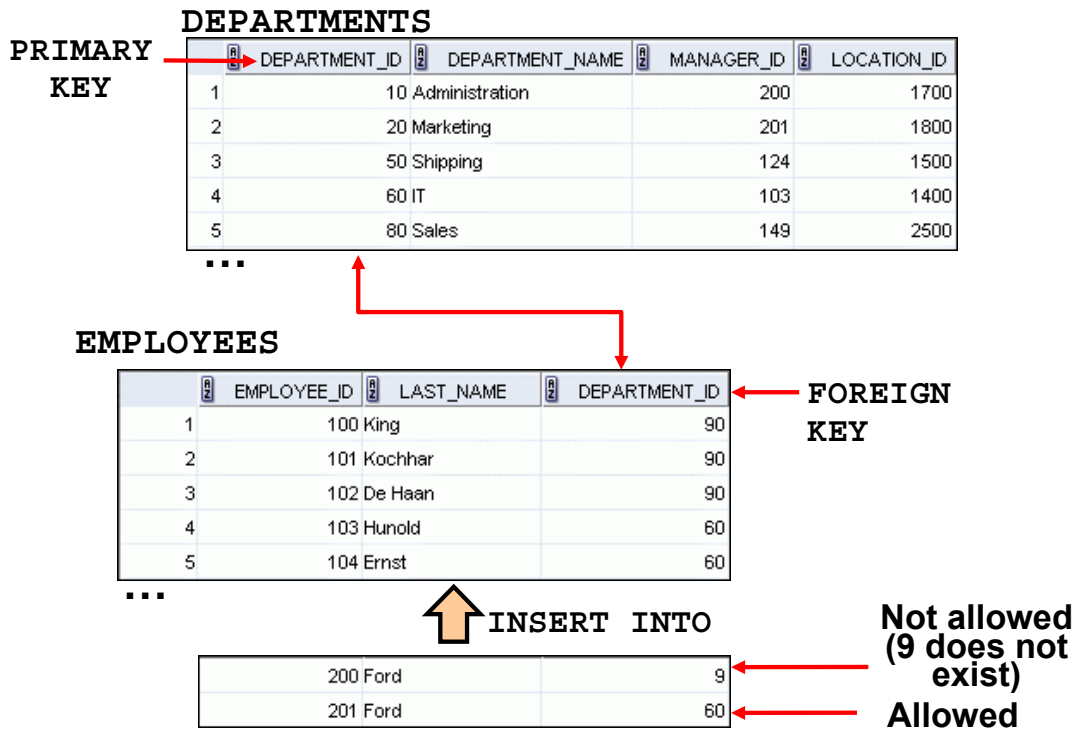 DEPARTMENTS
PRIMARY KEY
DEPARTMENT_ID DEPARTMENT_NAME MANAGER_ID LOCATION_ID
1 10 Administration 200 1700
2 20 Marketing 201 1800
3 50 Shipping 124 1500
4 60 IT 103 1400
5 80 Sales 149 2500
...
EMPLOYEES
EMPLOYEE_ID LAST_NAME DEPARTMENT_ID
FOREIGN KEY
1 100 King 90
2 101 Kochhar 90
3 102 De Haan 90
4 103 Hunold 60
5 104 Ernst 60
...
INSERT INTO
Not allowed
(9 does not
exist)
200 Ford 9
201 Ford 60
Allowed